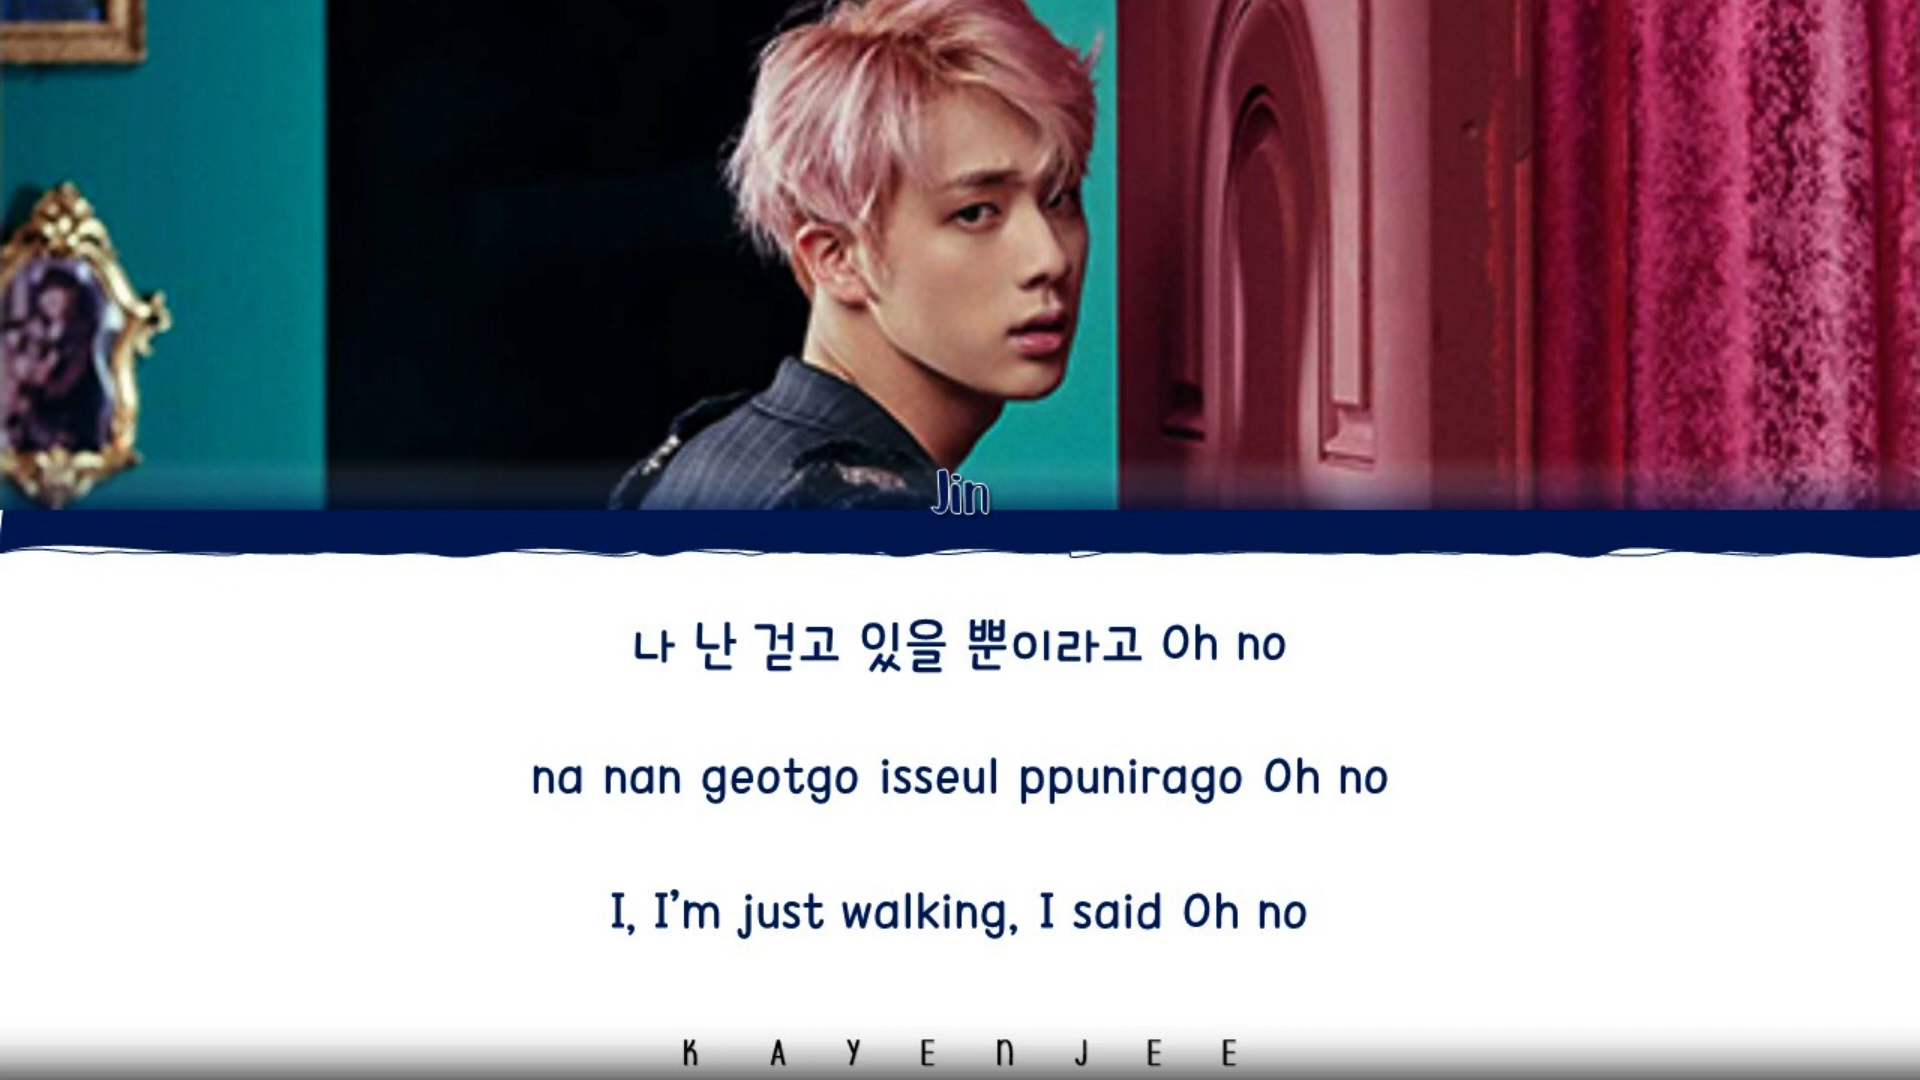 Jin
나 난 걷고 있을 뿐이라고 Oh no
na nan geotgo isseul ppunirago Oh no
I, I'm just walking, I said Oh no
K A Y E N J E E